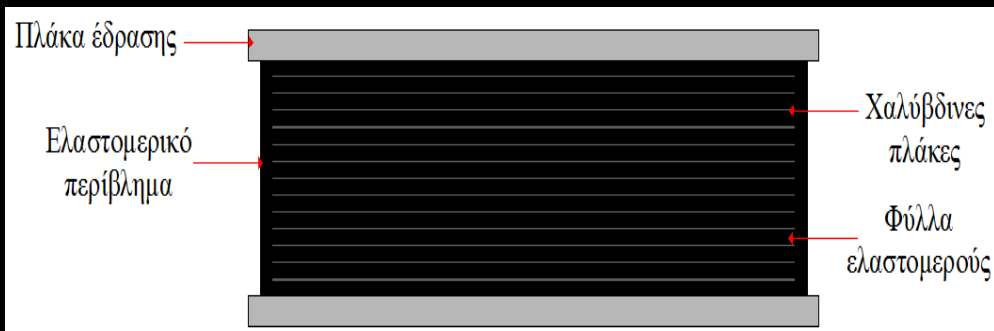 Πλάκα έδρασης
Ελαστομερικό
περίβλημα
Χαλύβδινες
πλάκες
Φύλλα
ελαστομερούς